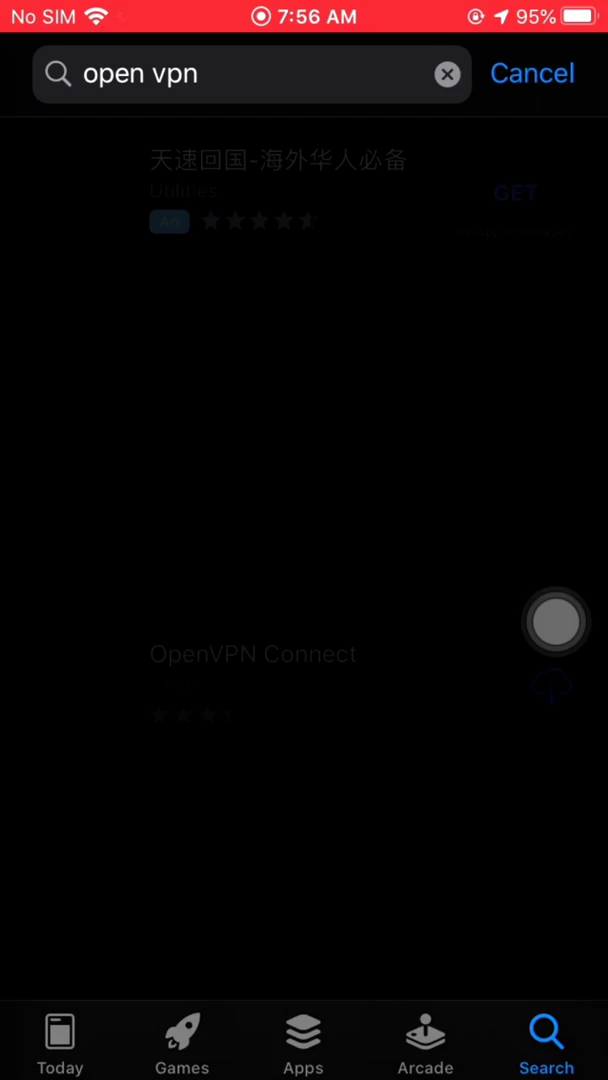 No SIM 7:56 AM 95%
open vpn Cancel
天速回国-海外华人必备
Utilities
GET
Ad
OpenVPN Connect
Today Games Apps Arcade Search